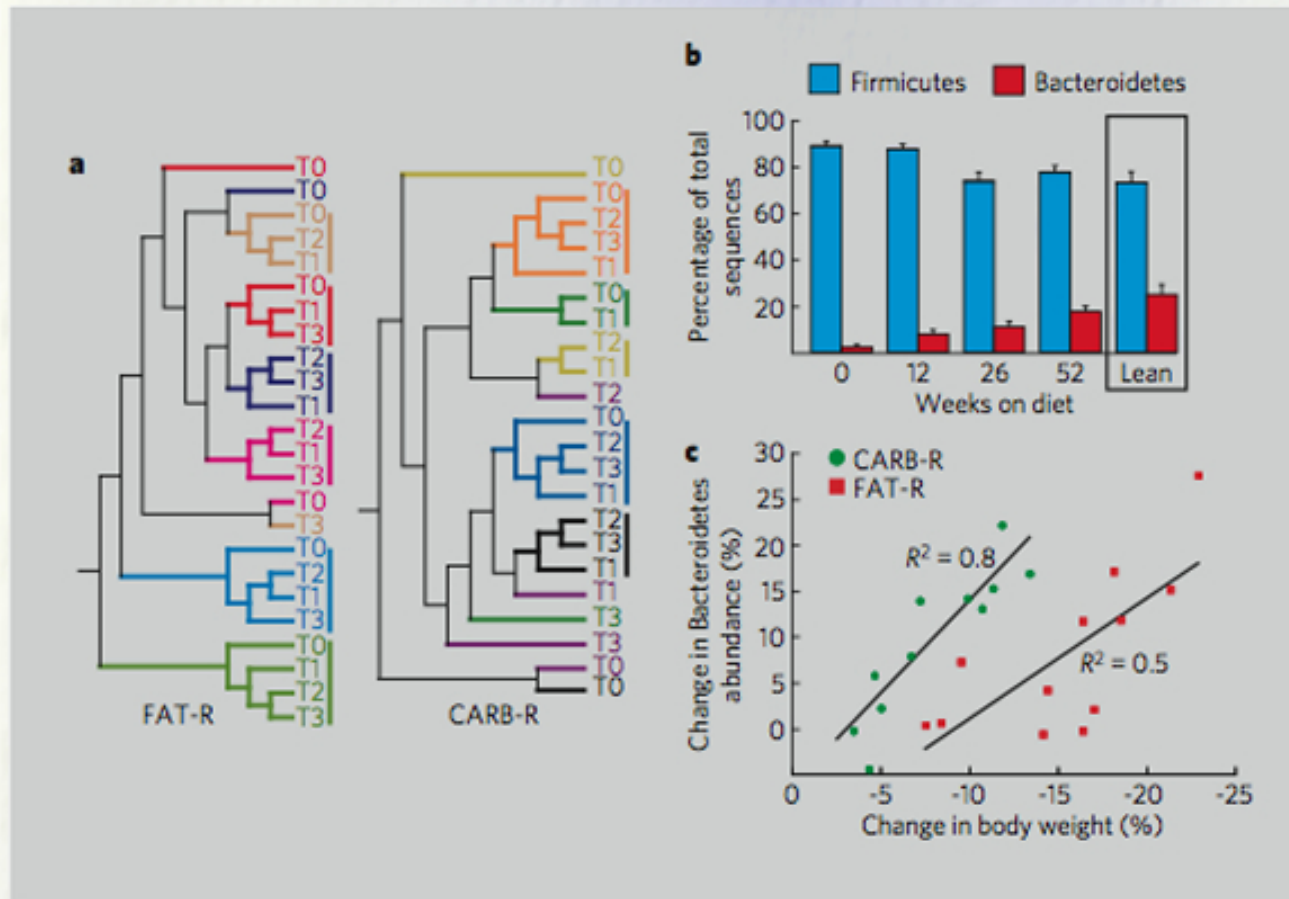 a
T0
T0
T0
T2
T1
T0
T1
T3
T2
T3
T1
T2
T1
T3
T0
T3
T0
T2
T1
T3
T0
T1
T2
T3
FAT-R
T0
T0
T2
T3
T1
T0
T1
T2
T1
T2
T0
T2
T3
T1
T2
T3
T1
T1
T3
T3
T0
T0
CARB-R
b
Firmicutes Bacteroidetes
Percentage of total
sequences
100
80
60
40
20
0 12 26 52 Lean
Weeks on diet
c
CARB-R
FAT-R
Change in Bacteroidetes
abundance (%)
30
25
20
15
10
5
0
R² = 0.8
R² = 0.5
0 -5 -10 -15 -20 -25
Change in body weight (%)